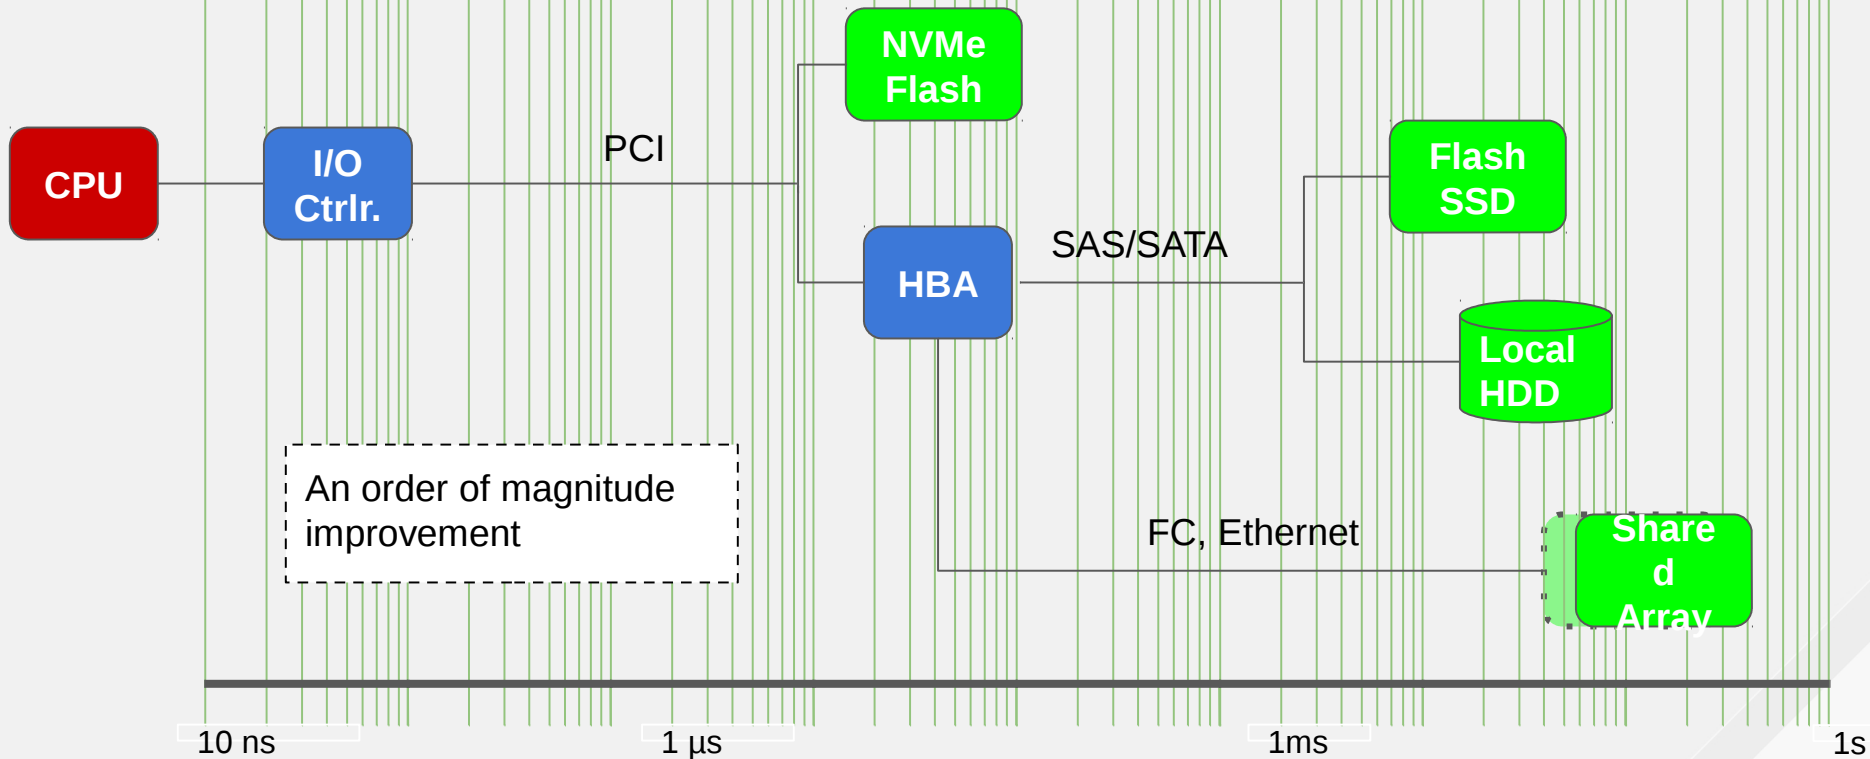 NVMe
Flash
CPU
I/O
Ctrlr.
PCI
Flash
SSD
HBA
SAS/SATA
Local
HDD
An order of magnitude
improvement
FC, Ethernet
Share
d
Array
10 ns
1 µs
1ms
1s